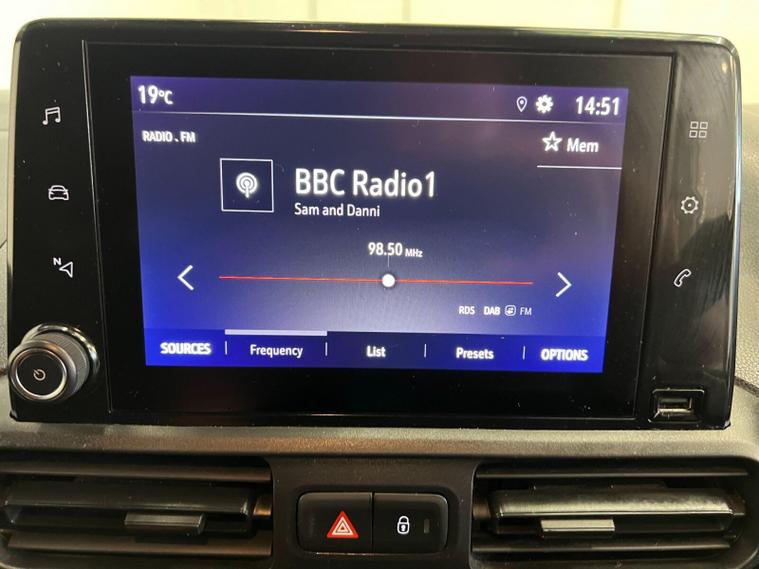 19°C
14:51
RADIO . FM
Mem
BBC Radio1
Sam and Danni
98.50 MHz
N
RDS DAB FM
SOURCES Frequency List Presets OPTIONS